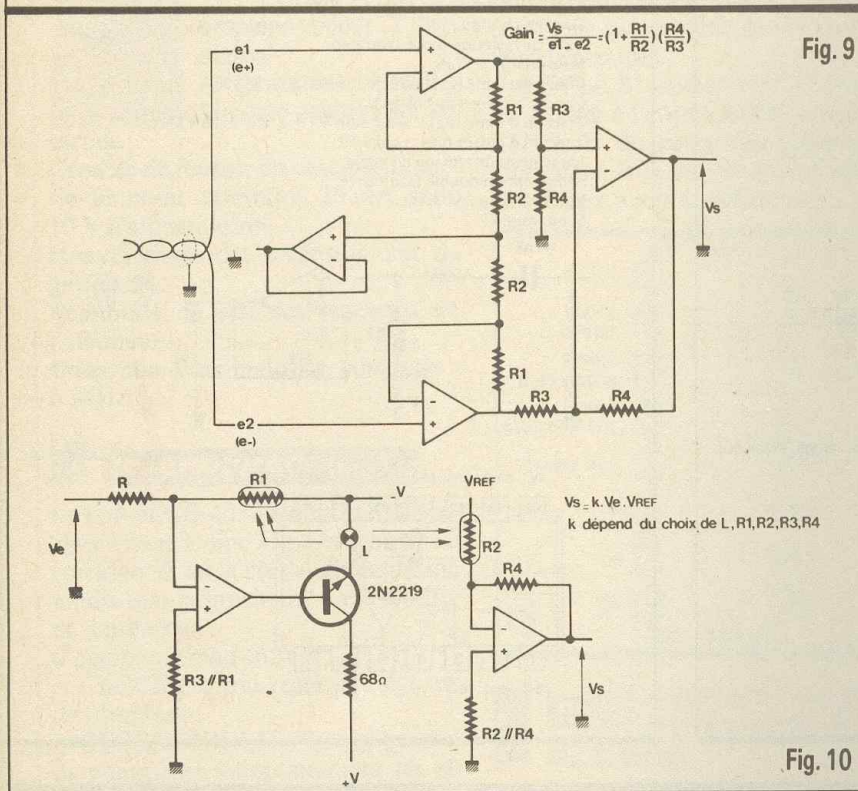 Gain = Vs/e1-e2 = (1+R1/R2)(R4/R3)
Fig. 9
e1
(e+)
+
-
R1
R3
+
-
R2
R4
Vs
+
-
R2
R1
-
+
R3
R4
e2
(e-)
R
R1
-V
VREF
Vs = k.Ve.VREF
k dépend du choix de L,R1,R2,R3,R4
Ve
L
R2
R4
2N2219
-
+
-
+
R3//R1
68Ω
Vs
R2//R4
+V
Fig. 10